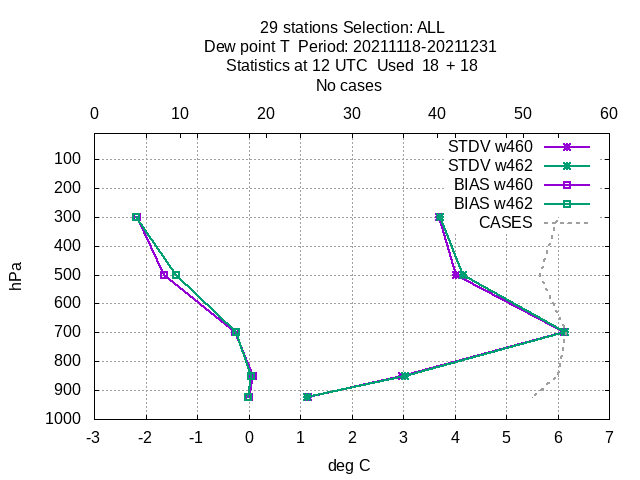 29 stations Selection: ALL
Dew point T  Period: 20211118-20211231
Statistics at 12 UTC  Used  18  + 18
No cases
0 10 20 30 40 50 60
STDV w460
STDV w462
BIAS w460
BIAS w462
CASES
hPa
100
200
300
400
500
600
700
800
900
1000
-3 -2 -1 0 1 2 3 4 5 6 7
deg C